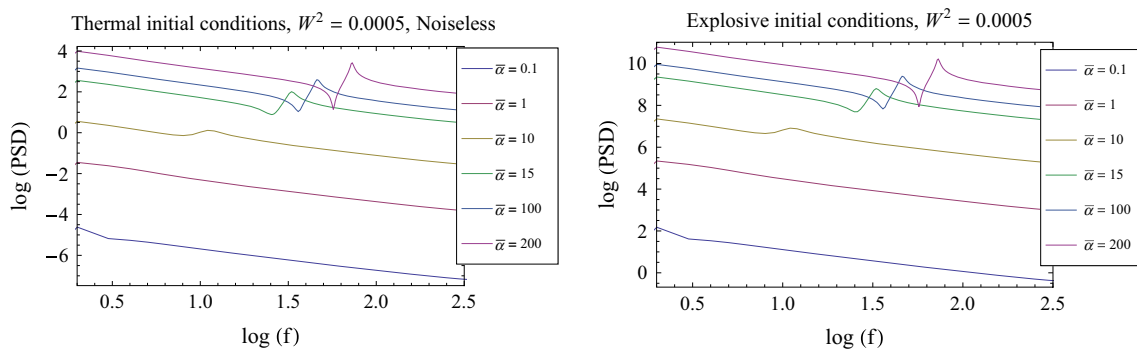 Thermal initial conditions, W² = 0.0005, Noiseless
log (PSD)
4
2
0
−2
−4
−6
0.5 1.0 1.5 2.0 2.5
log (f)
α̅ = 0.1
α̅ = 1
α̅ = 10
α̅ = 15
α̅ = 100
α̅ = 200
Explosive initial conditions, W² = 0.0005
log (PSD)
10
8
6
4
2
0
0.5 1.0 1.5 2.0 2.5
log (f)
α̅ = 0.1
α̅ = 1
α̅ = 10
α̅ = 15
α̅ = 100
α̅ = 200